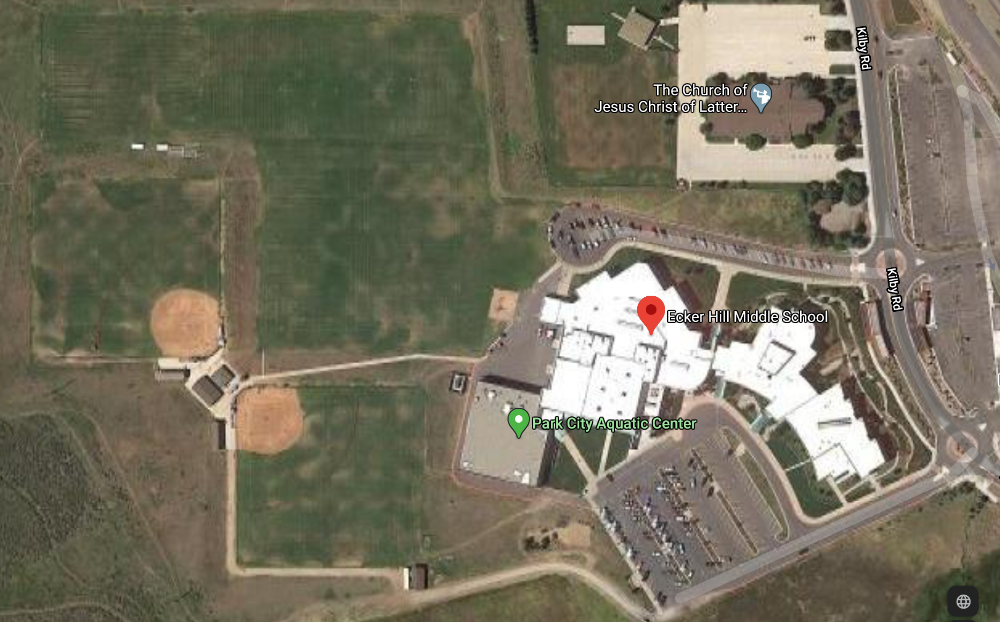 Kilby Rd
The Church of
Jesus Christ of Latter...
Kilby Rd
Ecker Hill Middle School
Park City Aquatic Center